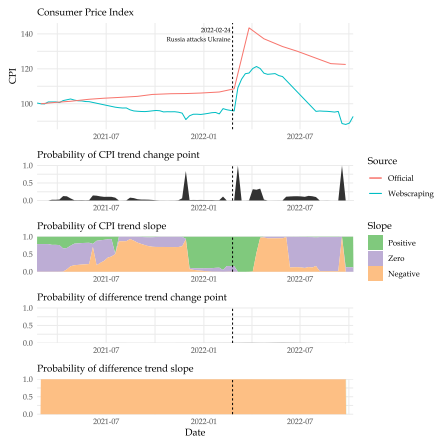 Consumer Price Index
2022-02-24
Russia attacks Ukraine
CPI
140
120
100
2021-07
2022-01
2022-07
Probability of CPI trend change point
1.0
0.5
0.0
2021-07
2022-01
2022-07
Source
Official
Webscraping
Probability of CPI trend slope
1.0
0.5
0.0
2021-07
2022-01
2022-07
Slope
Positive
Zero
Negative
Probability of difference trend change point
1.0
0.5
0.0
2021-07
2022-01
2022-07
Probability of difference trend slope
1.0
0.5
0.0
2021-07
2022-01
2022-07
Date